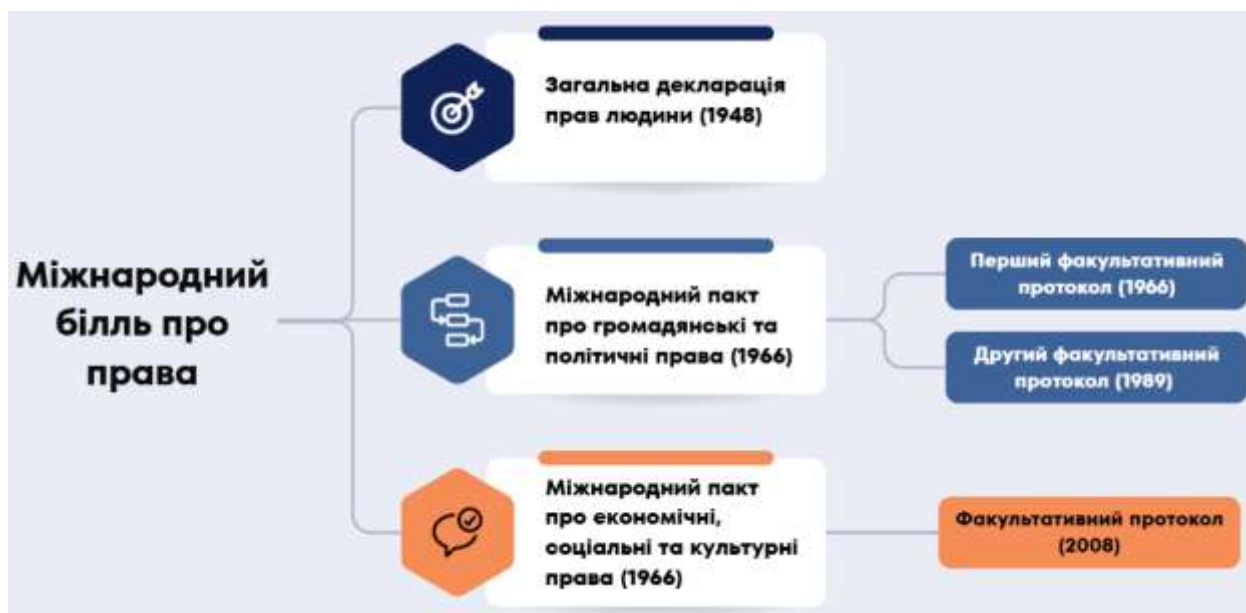 Міжнародний
білль про
права
Загальна декларація
прав людини (1948)
Міжнародний пакт
про громадянські та
політичні права (1966)
Перший факультативний
протокол (1966)
Другий факультативний
протокол (1989)
Міжнародний пакт
про економічні,
соціальні та культурні
права (1966)
Факультативний протокол
(2008)